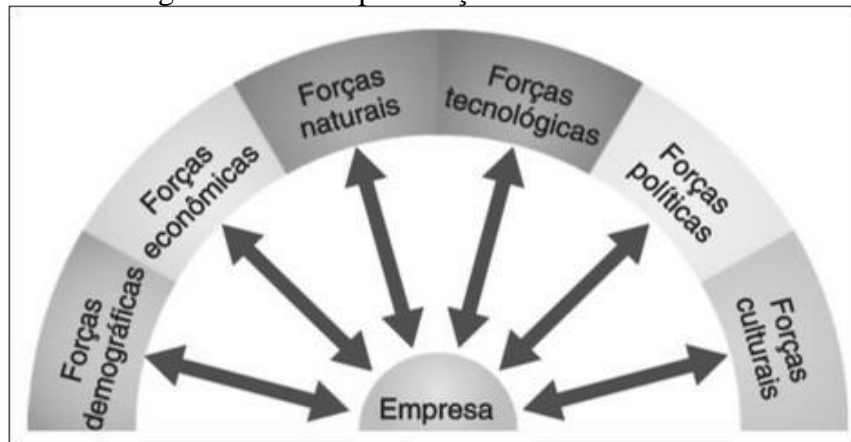 Forças
demográficas
Forças
econômicas
Forças
naturais
Forças
tecnológicas
Forças
políticas
Forças
culturais
Empresa